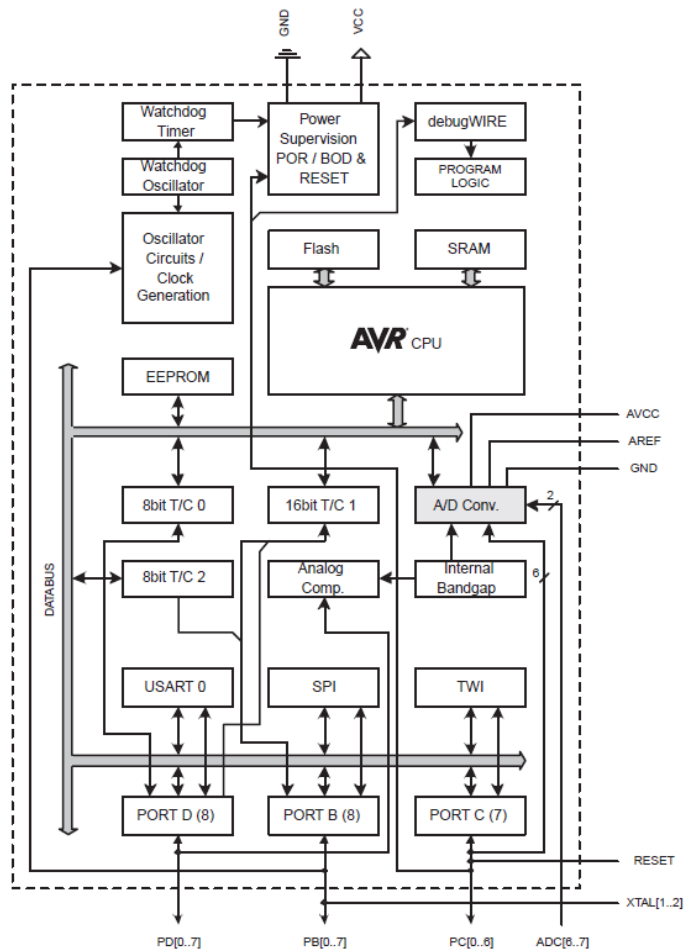 GND
VCC
Watchdog
Timer
Power
Supervision
POR / BOD &
RESET
debugWIRE
Watchdog
Oscillator
PROGRAM
LOGIC
Oscillator
Circuits /
Clock
Generation
Flash
SRAM
AVR CPU
EEPROM
AVCC
AREF
GND
8bit T/C 0
16bit T/C 1
A/D Conv.
2
DATABUS
8bit T/C 2
Analog
Comp.
Internal
Bandgap
6
USART 0
SPI
TWI
PORT D (8)
PORT B (8)
PORT C (7)
RESET
XTAL[1..2]
PD[0..7]
PB[0..7]
PC[0..6]
ADC[6..7]